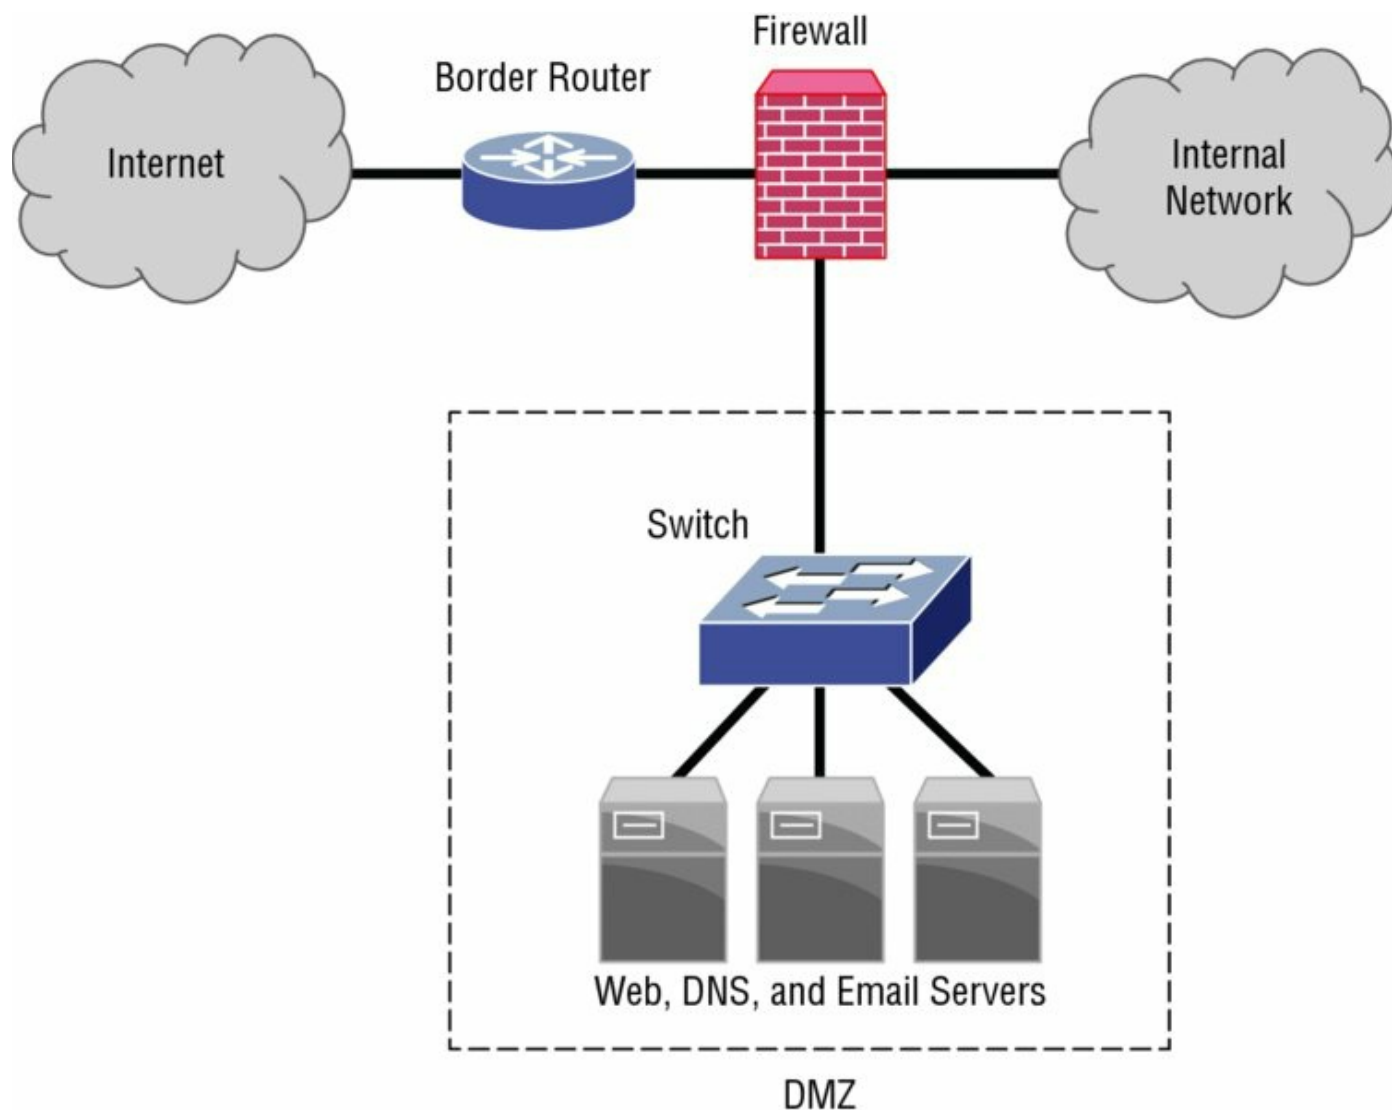 Firewall
Border Router
Internet
Internal
Network
Switch
Web, DNS, and Email Servers
DMZ